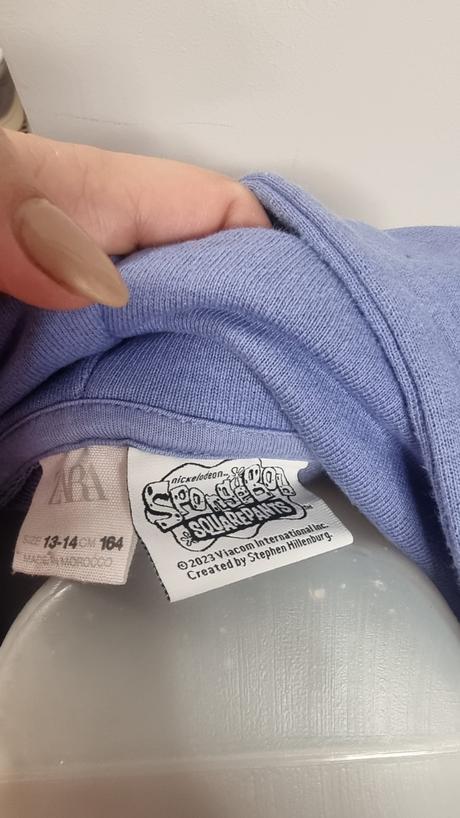 ZARA
SIZE 13-14 CM 164
MADE IN MOROCCO
nickelodeon
SPONGEBOB
SQUAREPANTS
©2023 Viacom International Inc.
Created by Stephen Hillenburg.